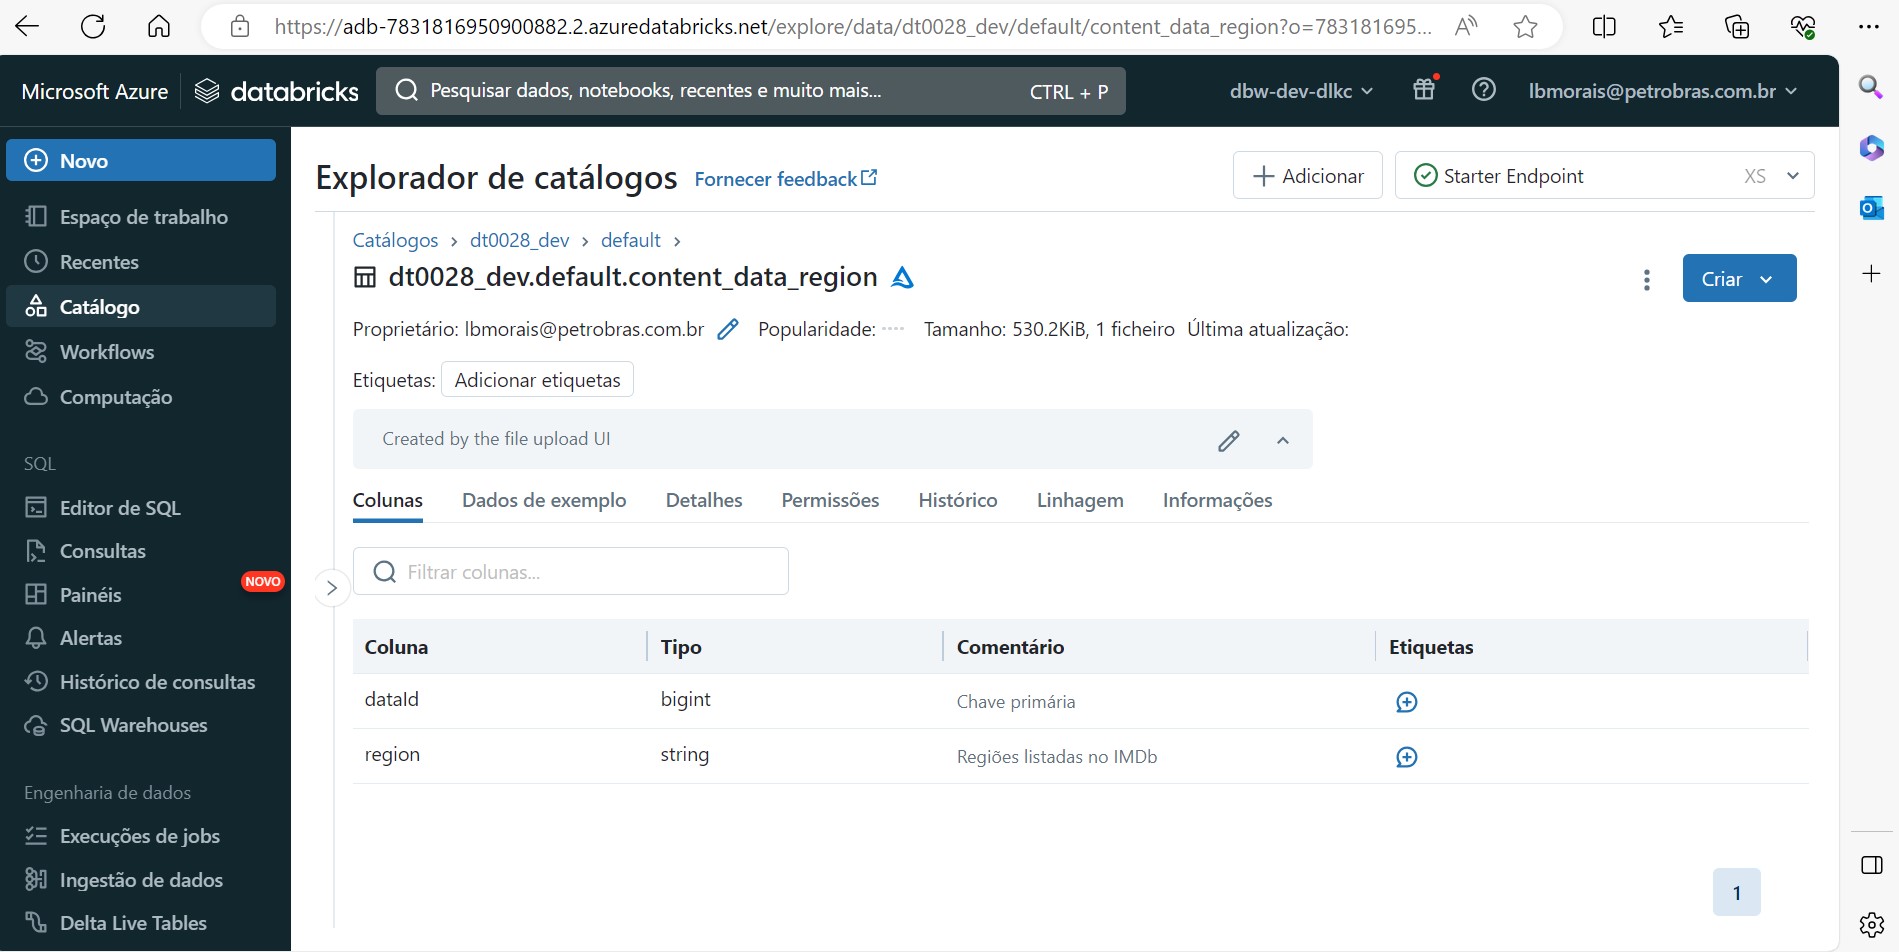 https://adb-7831816950900882.2.azuredatabricks.net/explore/data/dt0028_dev/default/content_data_region?o=783181695...
Microsoft Azure
databricks
Pesquisar dados, notebooks, recentes e muito mais...
CTRL + P
dbw-dev-dlkc
lbmorais@petrobras.com.br
Novo
Espaço de trabalho
Recentes
Catálogo
Workflows
Computação
SQL
Editor de SQL
Consultas
Painéis
NOVO
Alertas
Histórico de consultas
SQL Warehouses
Engenharia de dados
Execuções de jobs
Ingestão de dados
Delta Live Tables
Explorador de catálogos
Fornecer feedback
Adicionar
Starter Endpoint
XS
Catálogos > dt0028_dev > default >
dt0028_dev.default.content_data_region
Criar
Proprietário: lbmorais@petrobras.com.br Popularidade: Tamanho: 530.2KiB, 1 ficheiro Última atualização:
Etiquetas: Adicionar etiquetas
Created by the file upload UI
Colunas Dados de exemplo Detalhes Permissões Histórico Linhagem Informações
Filtrar colunas...
Coluna Tipo Comentário Etiquetas
dataId bigint Chave primária
region string Regiões listadas no IMDb
1